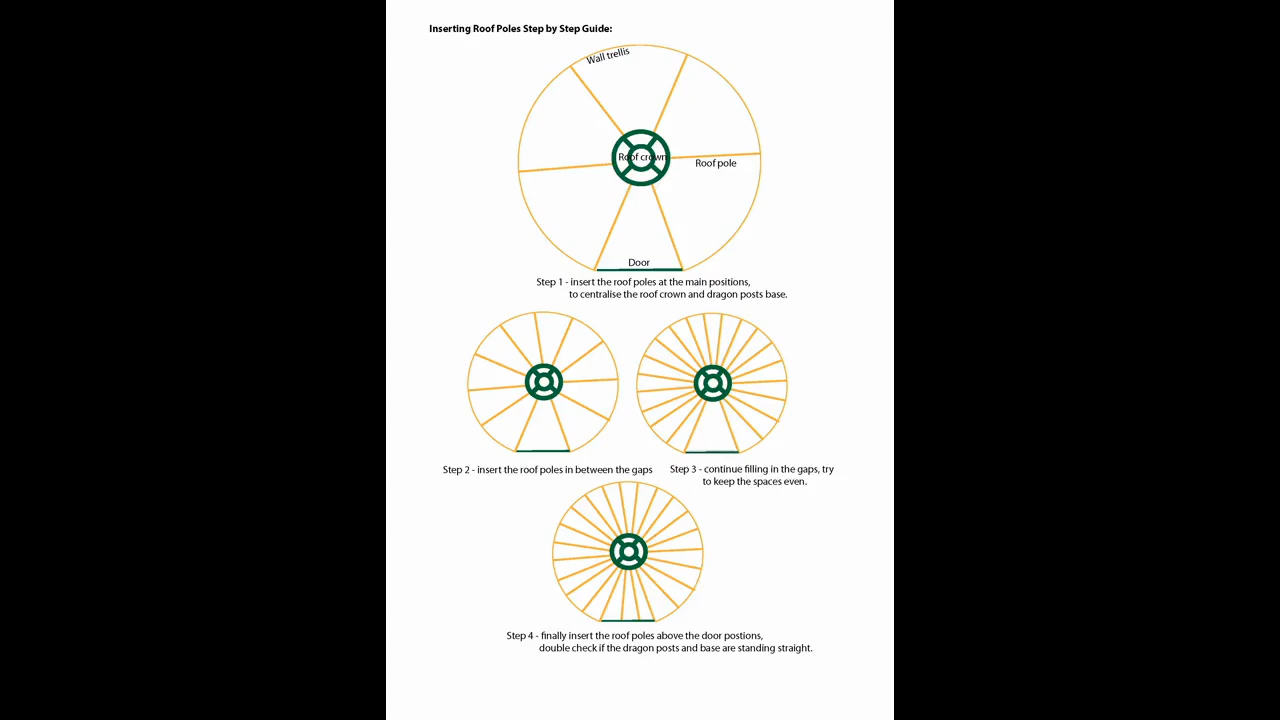 Inserting Roof Poles Step by Step Guide:
Wall trellis
Roof crown
Roof pole
Door
Step 1 - insert the roof poles at the main positions,
to centralise the roof crown and dragon posts base.
Step 2 - insert the roof poles in between the gaps
Step 3 - continue filling in the gaps, try
to keep the spaces even.
Step 4 - finally insert the roof poles above the door postions,
double check if the dragon posts and base are standing straight.